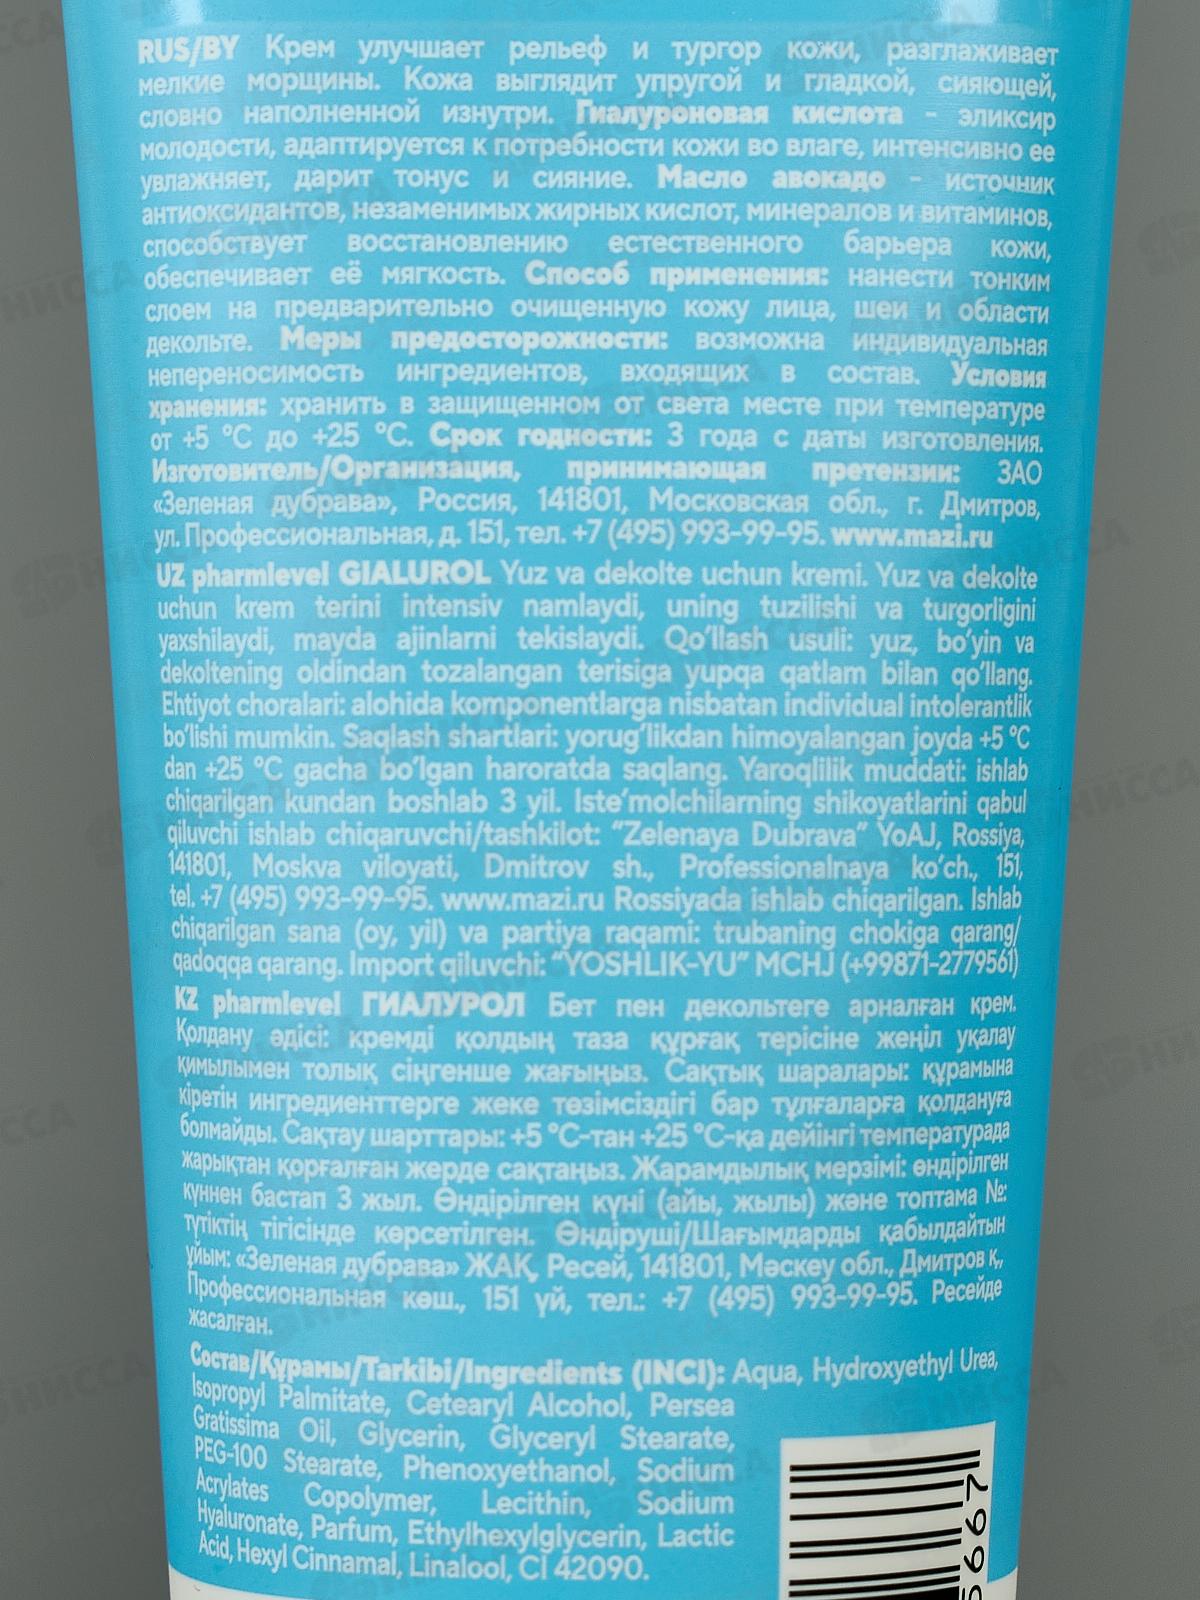 RUS/BY Крем улучшает рельеф и тургор кожи, разглаживает
мелкие морщины. Кожа выглядит упругой и гладкой, сияющей,
словно наполненной изнутри. Гиалуроновая кислота – эликсир
молодости, адаптируется к потребности кожи во влаге, интенсивно ее
увлажняет, дарит тонус и сияние. Масло авокадо – источник
антиоксидантов, незаменимых жирных кислот, минералов и витаминов,
способствует восстановлению естественного барьера кожи,
обеспечивает её мягкость. Способ применения: нанести тонким
слоем на предварительно очищенную кожу лица, шеи и области
декольте. Меры предосторожности: возможна индивидуальная
непереносимость ингредиентов, входящих в состав. Условия
хранения: хранить в защищенном от света месте при температуре
от +5 °С до +25 °С. Срок годности: 3 года с даты изготовления.
Изготовитель/Организация, принимающая претензии: ЗАО
«Зеленая дубрава», Россия, 141801, Московская обл., г. Дмитров,
ул. Профессиональная, д. 151, тел. +7 (495) 993-99-95. www.mazi.ru
UZ pharmlevel GIALUROL Yuz va dekolte uchun kremi. Yuz va dekolte
uchun krem terini intensiv namlaydi, uning tuzilishi va turgorligini
yaxshilaydi, mayda ajinlarni tekislaydi. Qo‘llash usuli: yuz, bo‘yin va
dekoltening oldindan tozalangan terisiga yupqa qatlam bilan qo‘llang.
Ehtiyot choralari: alohida komponentlarga nisbatan individual intolerantlik
bo‘lishi mumkin. Saqlash shartlari: yorug‘likdan himoyalangan joyda +5 °C
dan +25 °C gacha bo‘lgan haroratda saqlang. Yaroqlilik muddati: ishlab
chiqarilgan kundan boshlab 3 yil. Iste’molchilarning shikoyatlarini qabul
qiluvchi ishlab chiqaruvchi/tashkilot: “Zelenaya Dubrava” YoAJ, Rossiya,
141801, Moskva viloyati, Dmitrov sh., Professionalnaya ko‘ch., 151,
tel. +7 (495) 993-99-95. www.mazi.ru Rossiyada ishlab chiqarilgan. Ishlab
chiqarilgan sana (oy, yil) va partiya raqami: trubaning chokiga qarang/
qadoqqa qarang. Import qiluvchi: “YOSHLIK-YU” MCHJ (+99871-2779561)
KZ pharmlevel ГИАЛУРОЛ Бет пен декольтеге арналған крем.
Қолдану әдісі: кремді қолдың таза құрғақ терісіне жеңіл уқалау
қимылымен толық сіңгенше жағыңыз. Сақтық шаралары: құрамына
кіретін ингредиенттерге жеке төзімсіздігі бар тұлғаларға қолдануға
болмайды. Сақтау шарттары: +5 °С-тан +25 °С-қа дейінгі температурада
жарықтан қорғалған жерде сақтаңыз. Жарамдылық мерзімі: өндірілген
күннен бастап 3 жыл. Өндірілген күні (айы, жылы) және топтама №:
түтіктің тігісінде көрсетілген. Өндіруші/Шағымдарды қабылдайтын
ұйым: «Зеленая дубрава» ЖАҚ, Ресей, 141801, Мәскеу обл., Дмитров қ.,
Профессиональная көш., 151 үй, тел.: +7 (495) 993-99-95. Ресейде
жасалған.
Состав/Құрамы/Tarkibi/Ingredients (INCI): Aqua, Hydroxyethyl Urea,
Isopropyl Palmitate, Cetearyl Alcohol, Persea
Gratissima Oil, Glycerin, Glyceryl Stearate,
PEG-100 Stearate, Phenoxyethanol, Sodium
Acrylates Copolymer, Lecithin, Sodium
Hyaluronate, Parfum, Ethylhexylglycerin, Lactic
Acid, Hexyl Cinnamal, Linalool, CI 42090.
667